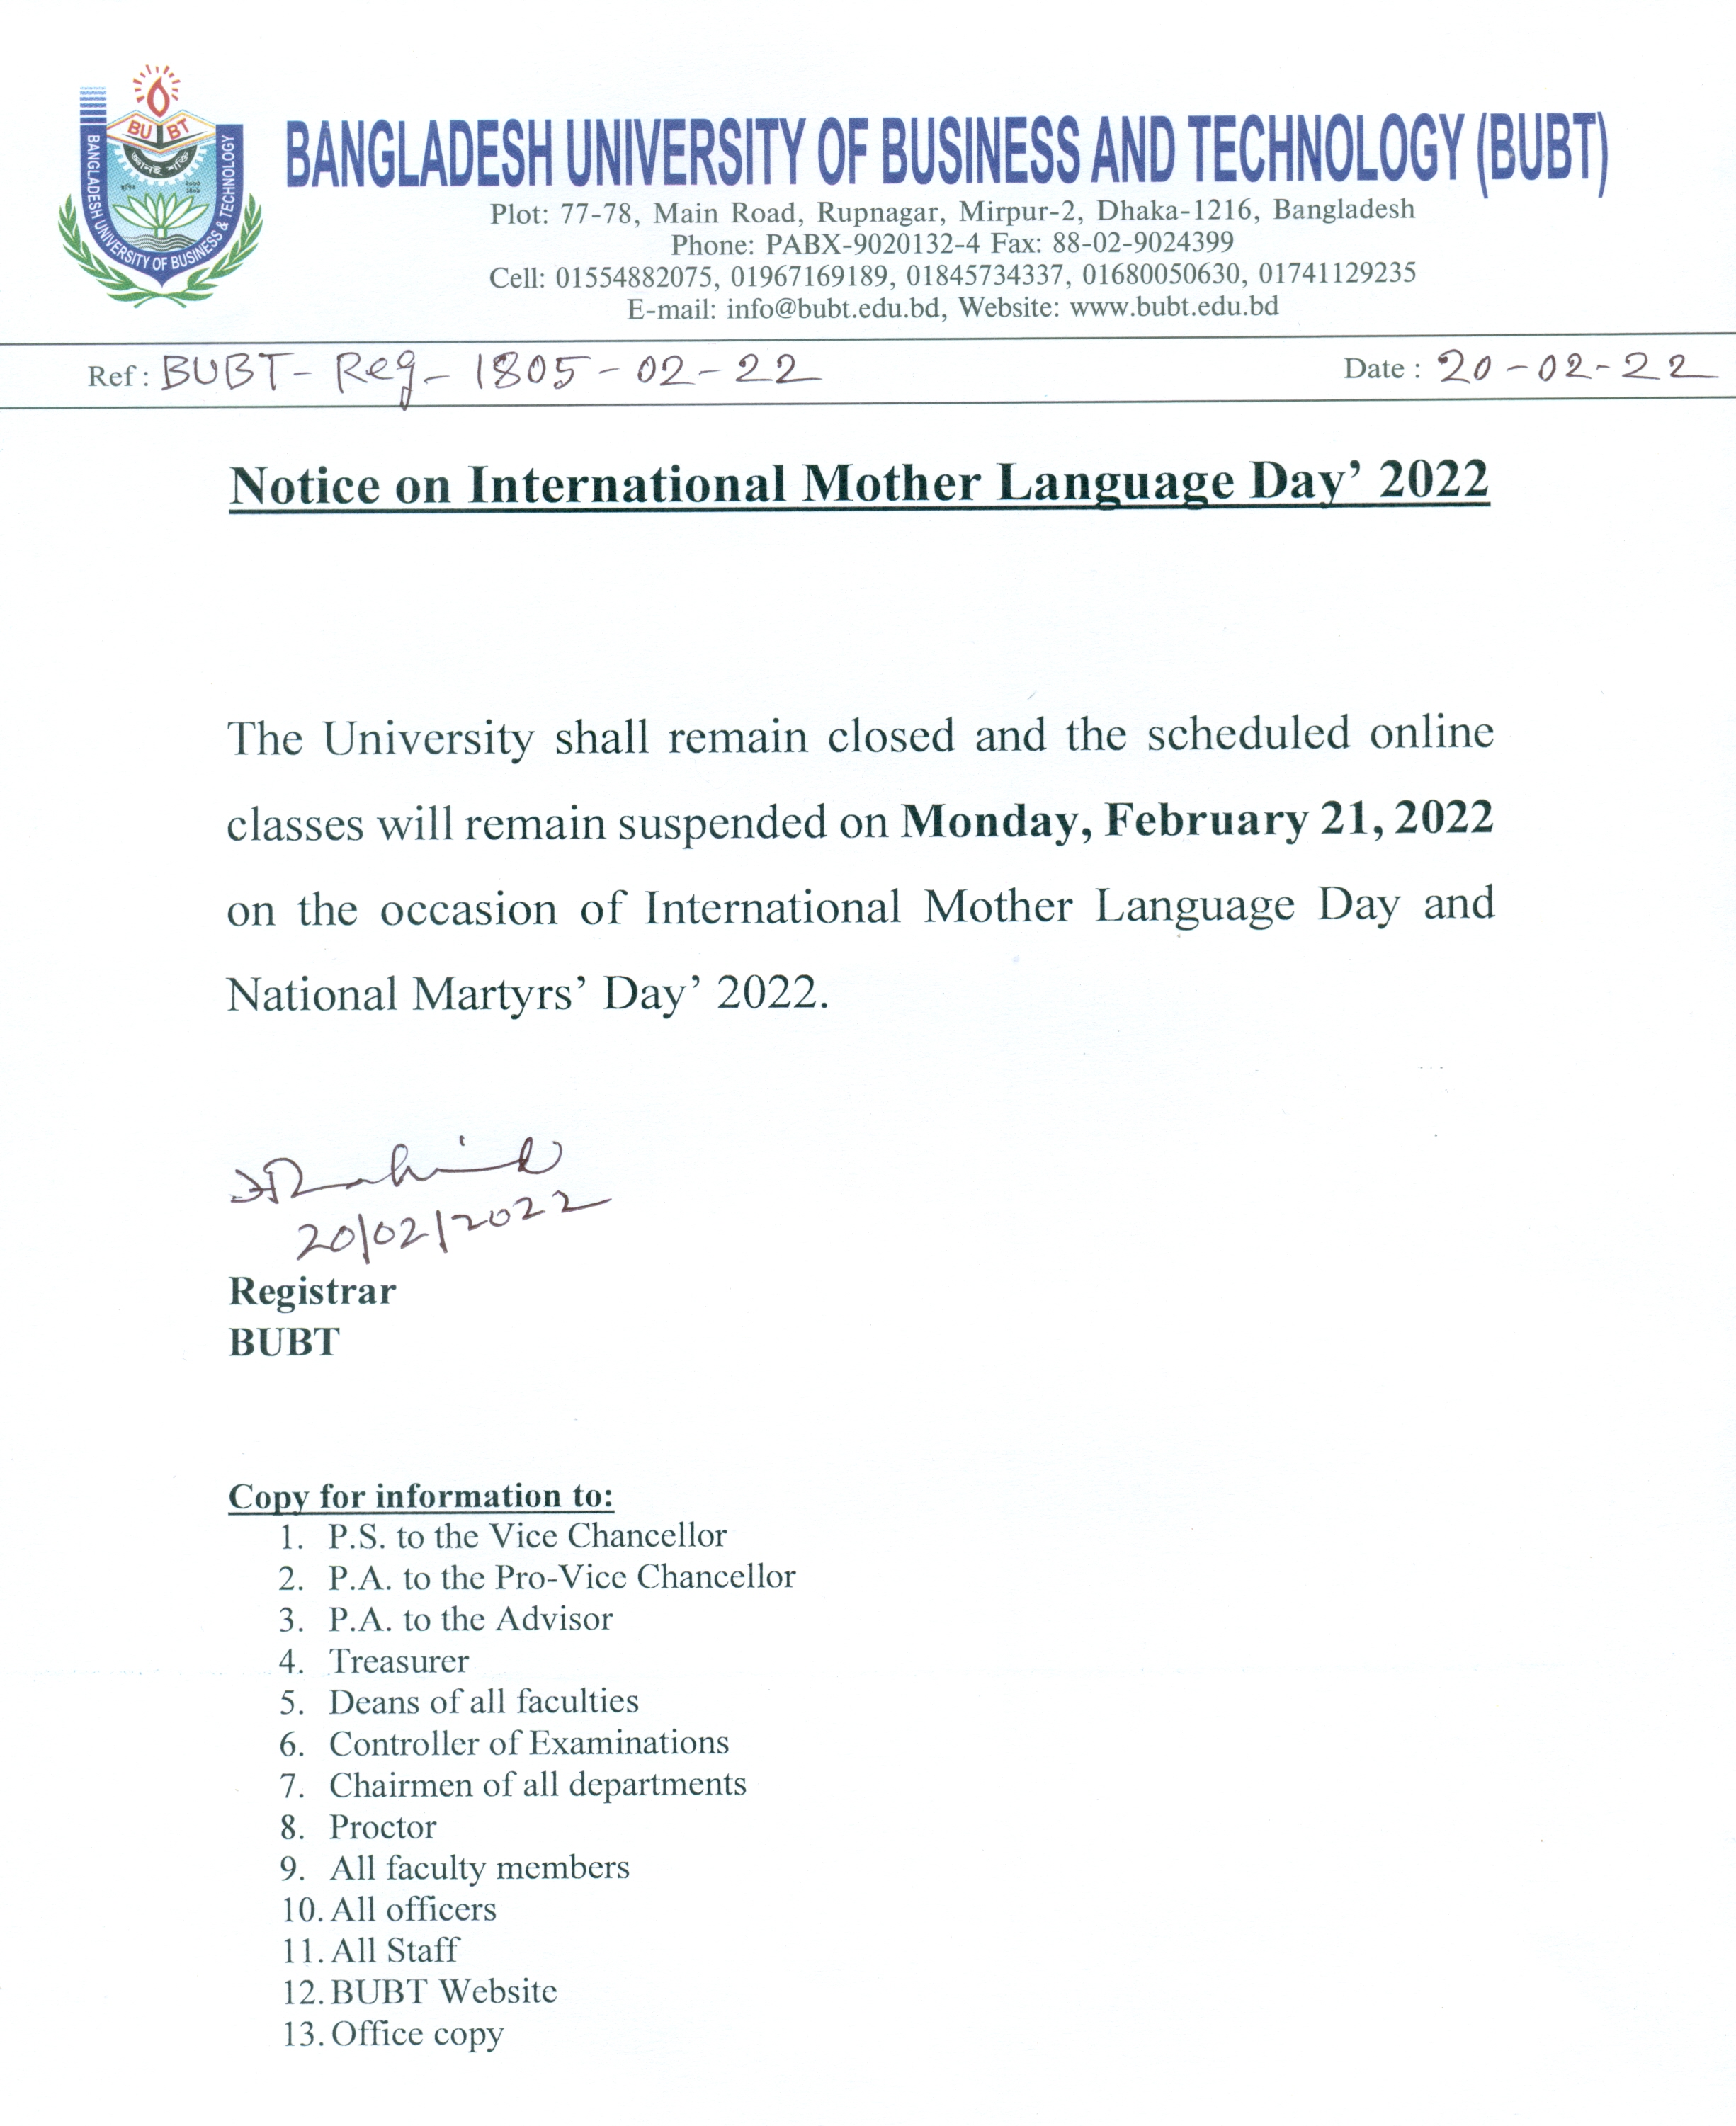 BU BT
জ্ঞানই শক্তি
BANGLADESH UNIVERSITY OF BUSINESS & TECHNOLOGY
BANGLADESH UNIVERSITY OF BUSINESS AND TECHNOLOGY (BUBT)
Plot: 77-78, Main Road, Rupnagar, Mirpur-2, Dhaka-1216, Bangladesh
Phone: PABX-9020132-4 Fax: 88-02-9024399
Cell: 01554882075, 01967169189, 01845734337, 01680050630, 01741129235
E-mail: info@bubt.edu.bd, Website: www.bubt.edu.bd
Ref : BUBT- Reg- 1805-02-22 Date : 20-02-22
Notice on International Mother Language Day’ 2022
The University shall remain closed and the scheduled online
classes will remain suspended on Monday, February 21, 2022
on the occasion of International Mother Language Day and
National Martyrs’ Day’ 2022.
20/02/2022
Registrar
BUBT
Copy for information to:
1. P.S. to the Vice Chancellor
2. P.A. to the Pro-Vice Chancellor
3. P.A. to the Advisor
4. Treasurer
5. Deans of all faculties
6. Controller of Examinations
7. Chairmen of all departments
8. Proctor
9. All faculty members
10. All officers
11. All Staff
12. BUBT Website
13. Office copy